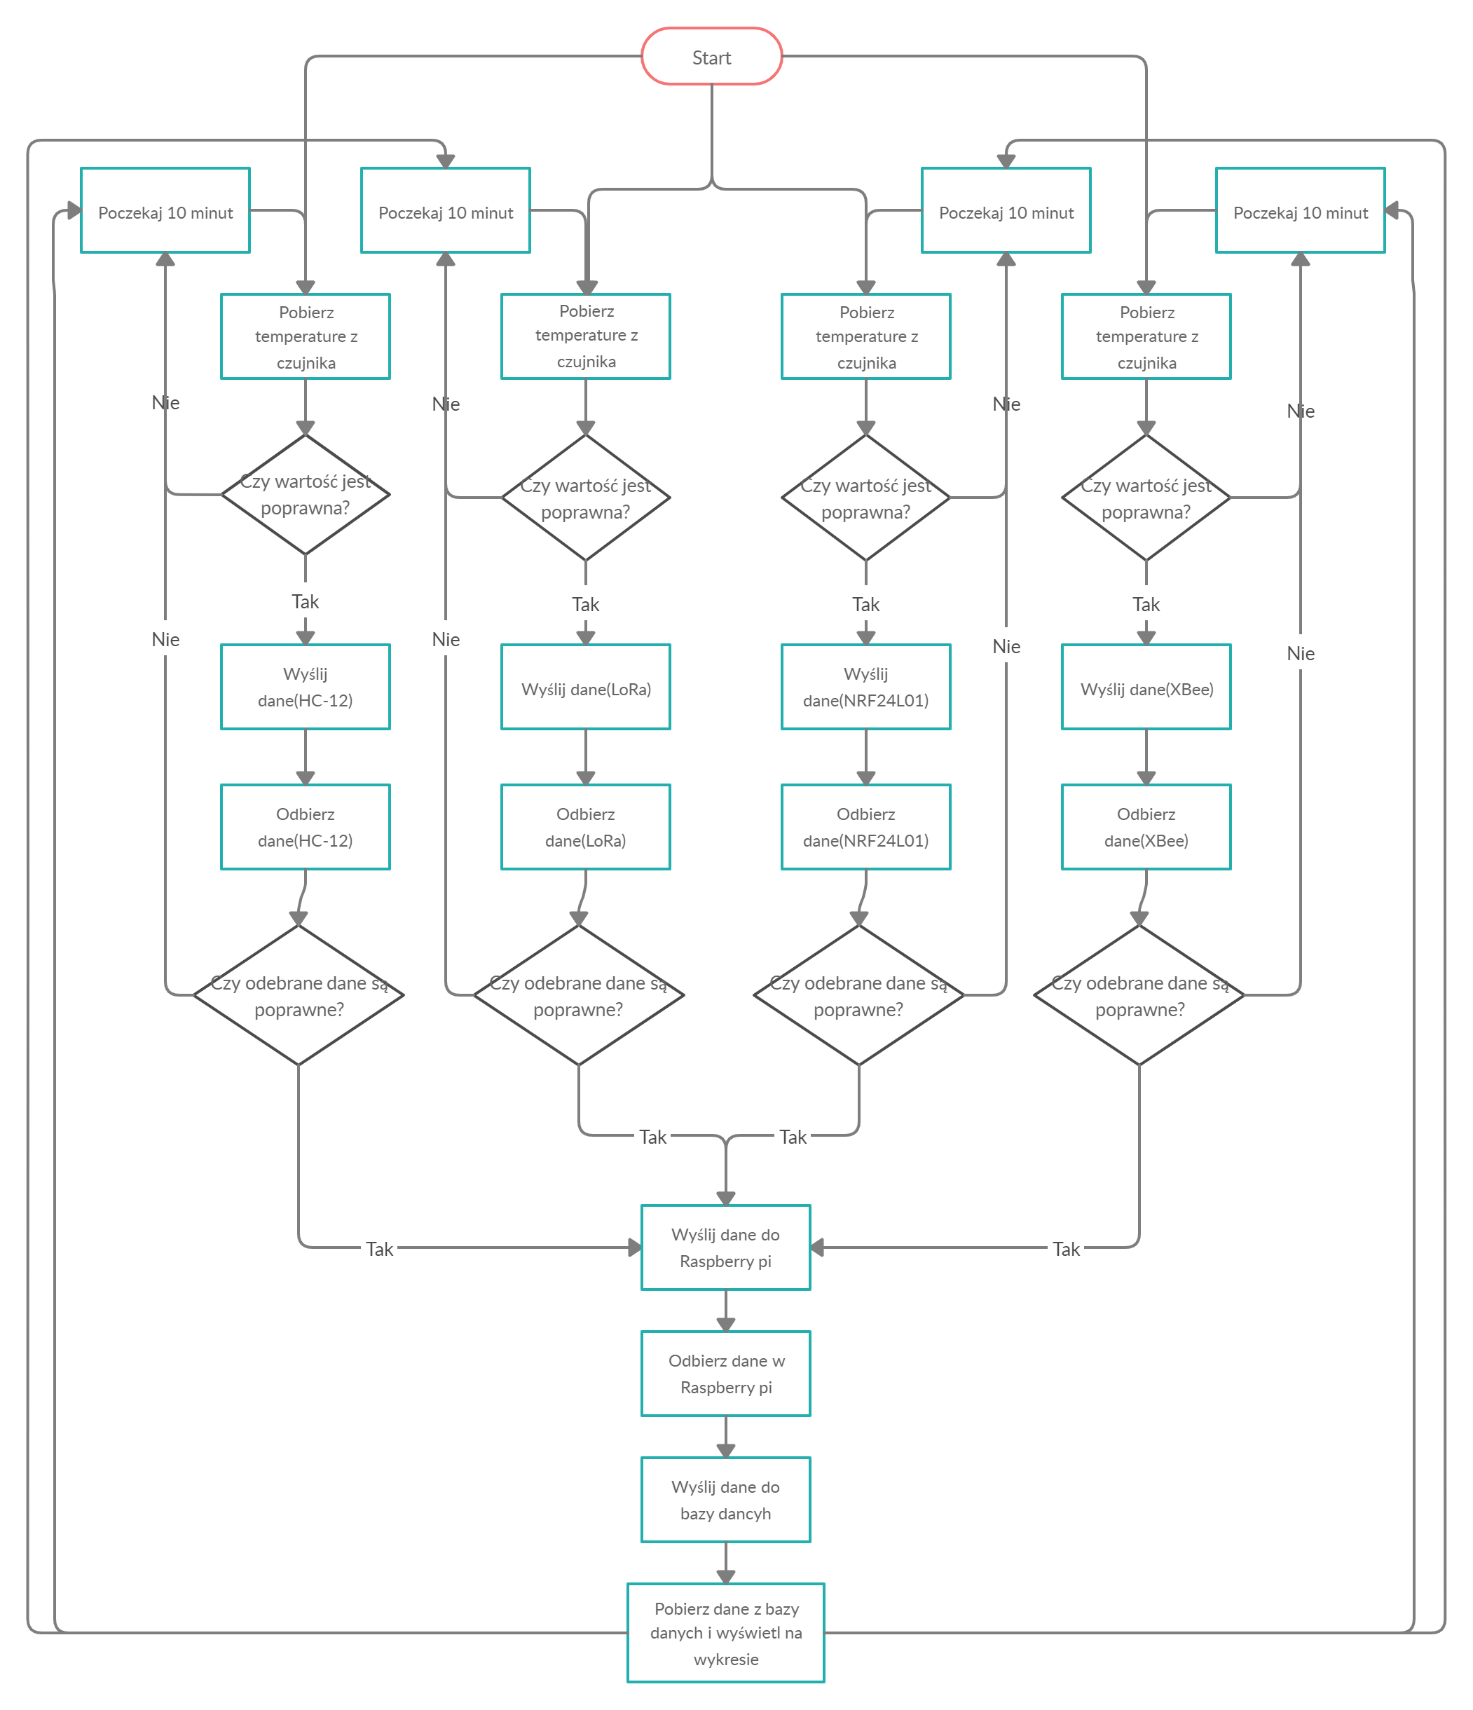 Start
Poczekaj 10 minut
Poczekaj 10 minut
Poczekaj 10 minut
Poczekaj 10 minut
Pobierz
temperature z
czujnika
Pobierz
temperature z
czujnika
Pobierz
temperature z
czujnika
Pobierz
temperature z
czujnika
Nie
Nie
Nie
Nie
Czy wartość jest
poprawna?
Czy wartość jest
poprawna?
Czy wartość jest
poprawna?
Czy wartość jest
poprawna?
Tak
Tak
Tak
Tak
Nie
Nie
Nie
Nie
Wyślij
dane(HC-12)
Wyślij dane(LoRa)
Wyślij
dane(NRF24L01)
Wyślij dane(XBee)
Odbierz
dane(HC-12)
Odbierz
dane(LoRa)
Odbierz
dane(NRF24L01)
Odbierz
dane(XBee)
Czy odebrane dane są
poprawne?
Czy odebrane dane są
poprawne?
Czy odebrane dane są
poprawne?
Czy odebrane dane są
poprawne?
Tak
Tak
Tak
Tak
Wyślij dane do
Raspberry pi
Odbierz dane w
Raspberry pi
Wyślij dane do
bazy dancyh
Pobierz dane z bazy
danych i wyświetl na
wykresie